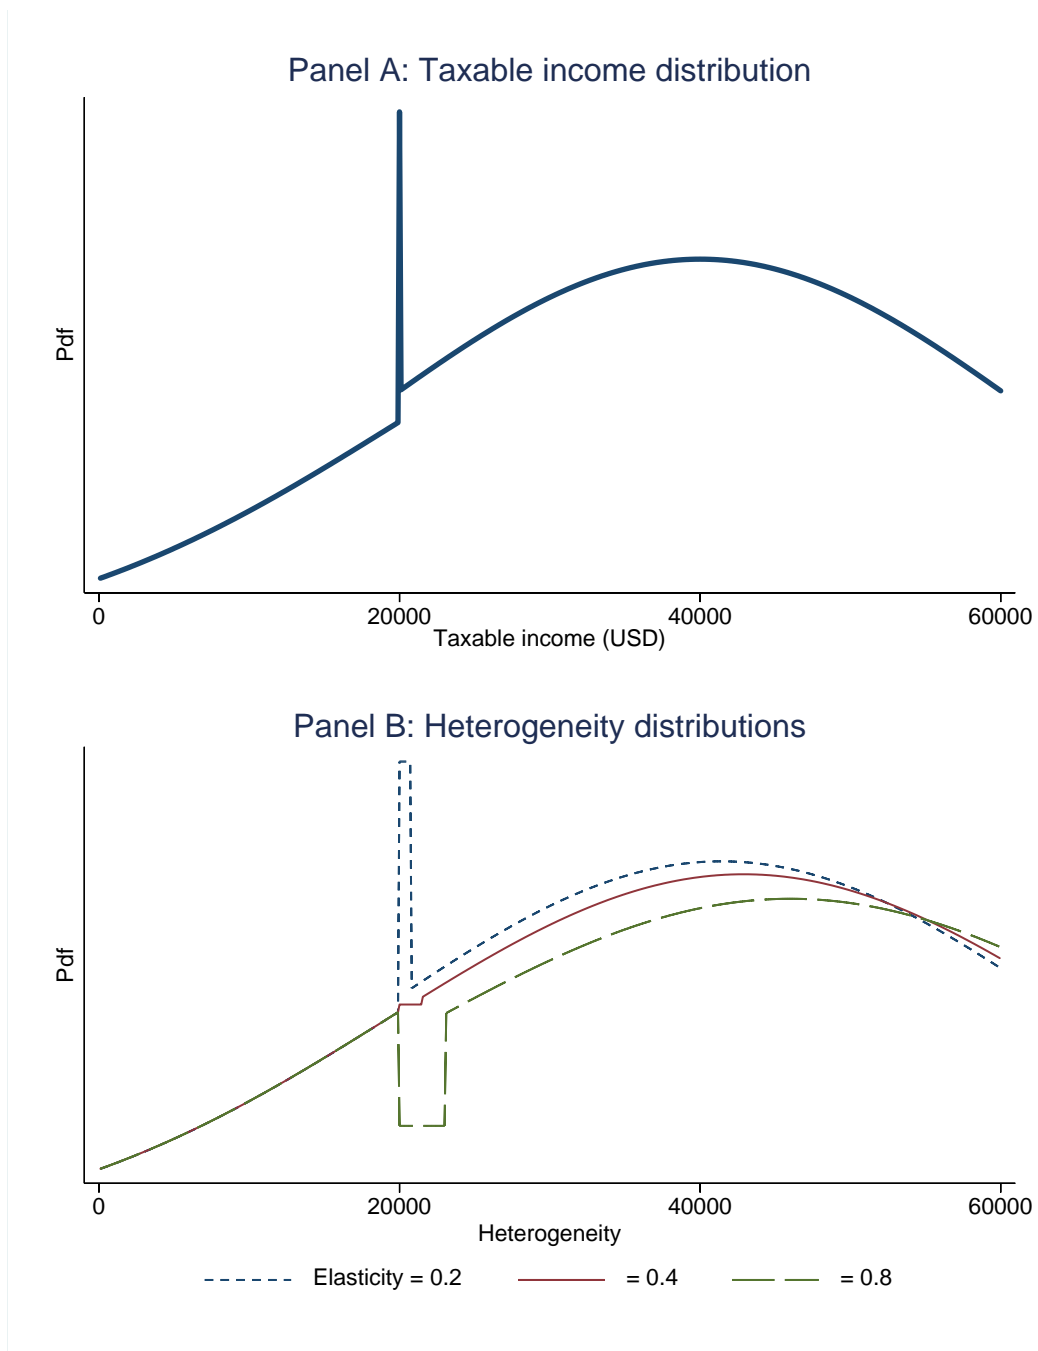 Panel A: Taxable income distribution
Pdf
0 20000 40000 60000
Taxable income (USD)
Panel B: Heterogeneity distributions
Pdf
0 20000 40000 60000
Heterogeneity
Elasticity = 0.2 = 0.4 = 0.8